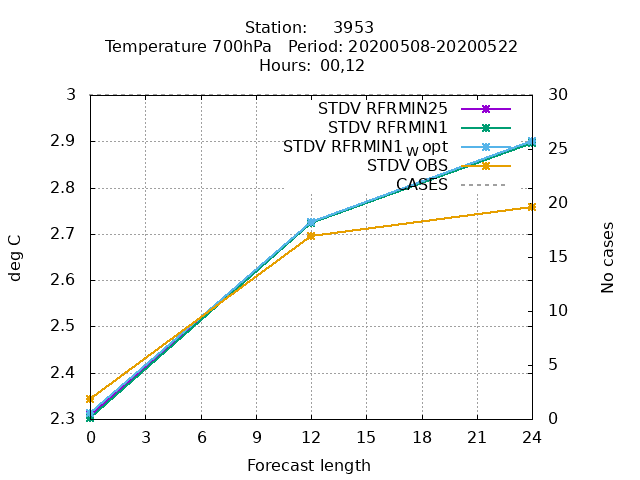 Station: 3953
Temperature 700hPa Period: 20200508-20200522
Hours: 00,12
3 30
STDV RFRMIN25
STDV RFRMIN1
2.9 25
STDV RFRMIN1 w opt
STDV OBS
CASES
2.8 20
2.7
2.6 15
2.5 10
2.4 5
2.3 0
deg C
No cases
0 3 6 9 12 15 18 21 24
Forecast length